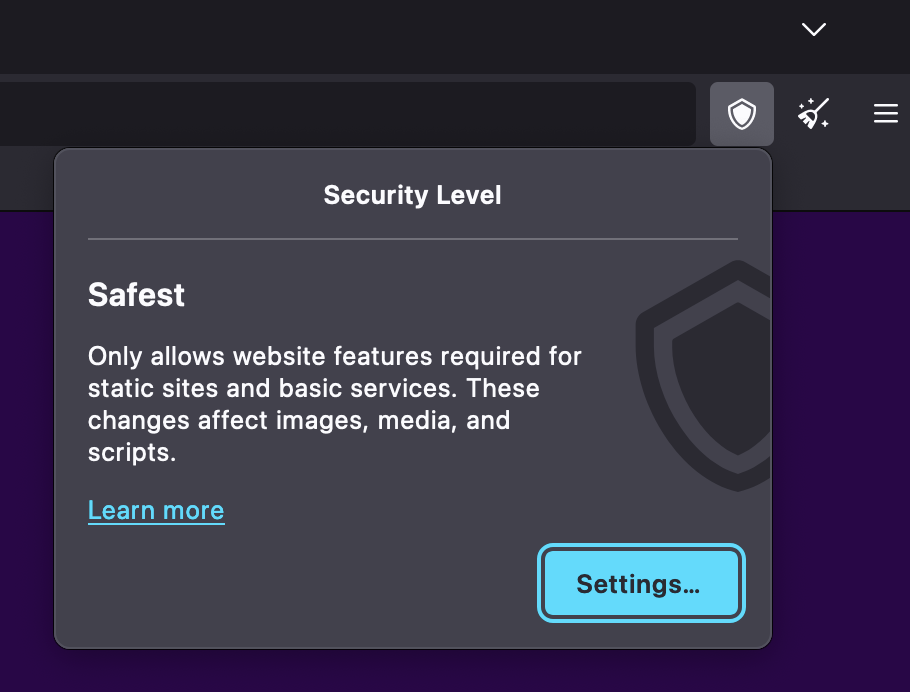 Security Level
Safest
Only allows website features required for
static sites and basic services. These
changes affect images, media, and
scripts.
Learn more
Settings…